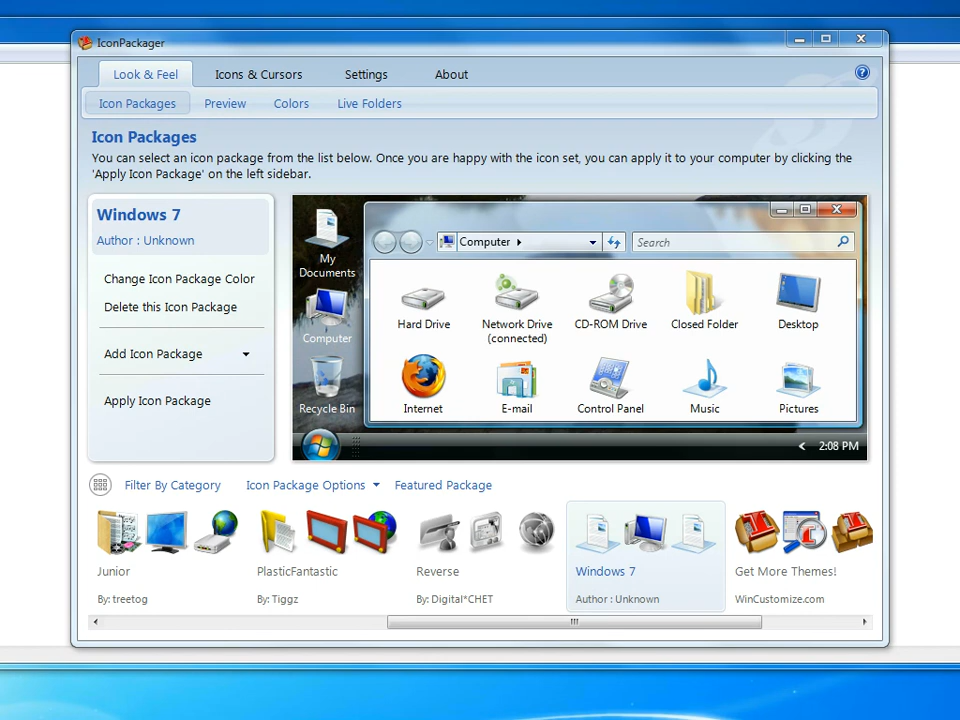 IconPackager
Look & Feel
Icons & Cursors
Settings
About
Icon Packages
Preview
Colors
Live Folders
Icon Packages
You can select an icon package from the list below. Once you are happy with the icon set, you can apply it to your computer by clicking the
'Apply Icon Package' on the left sidebar.
Windows 7
Author : Unknown
Change Icon Package Color
Delete this Icon Package
Add Icon Package
Apply Icon Package
My
Documents
Computer
Recycle Bin
Computer
Search
Hard Drive
Network Drive
(connected)
CD-ROM Drive
Closed Folder
Desktop
Internet
E-mail
Control Panel
Music
Pictures
2:08 PM
Filter By Category
Icon Package Options
Featured Package
Junior
By: treetog
PlasticFantastic
By: Tiggz
Reverse
By: Digital*CHET
Windows 7
Author : Unknown
Get More Themes!
WinCustomize.com